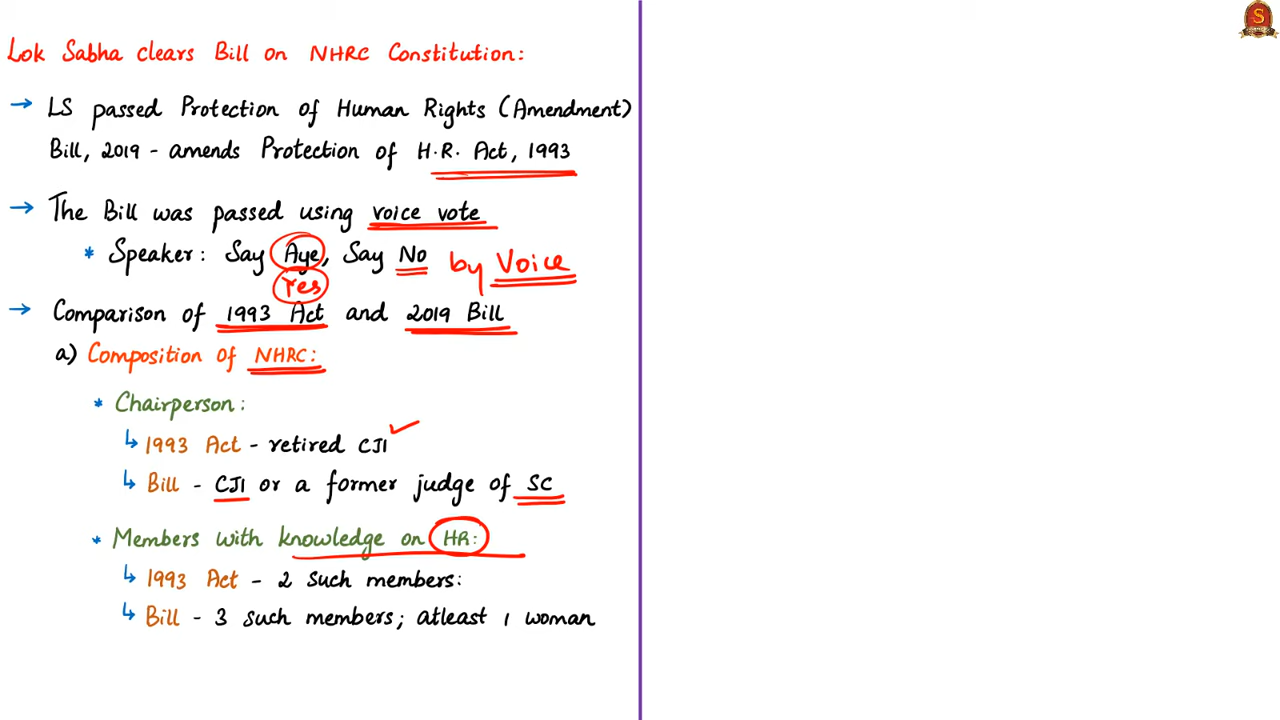 Lok Sabha clears Bill on NHRC Constitution:
→ LS passed Protection of Human Rights (Amendment)
Bill, 2019 - amends Protection of H.R. Act, 1993
→ The Bill was passed using voice vote
* Speaker: Say Aye, Say No by Voice
Yes
→ Comparison of 1993 Act and 2019 Bill
a) Composition of NHRC:
* Chairperson:
↳ 1993 Act - retired CJI
↳ Bill - CJI or a former judge of SC
* Members with knowledge on HR:
↳ 1993 Act - 2 such members:
↳ Bill - 3 such members; atleast 1 woman
S